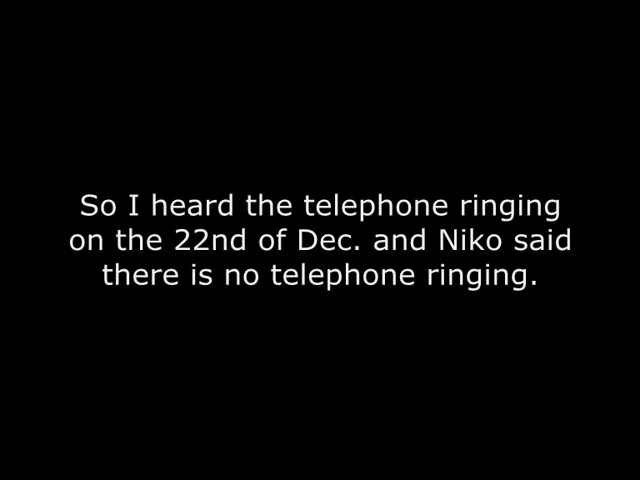 So I heard the telephone ringing
on the 22nd of Dec. and Niko said
there is no telephone ringing.